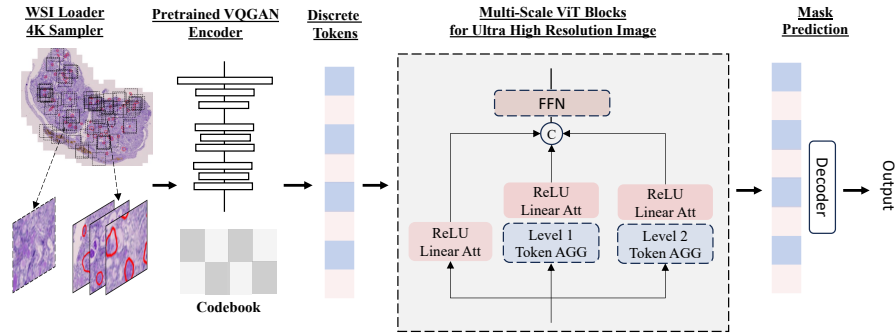 WSI Loader
4K Sampler
Pretrained VQGAN
Encoder
Discrete
Tokens
Multi-Scale ViT Blocks
for Ultra High Resolution Image
Mask
Prediction
FFN
C
ReLU
Linear Att
ReLU
Linear Att
ReLU
Linear Att
Level 1
Token AGG
Level 2
Token AGG
Codebook
Decoder
Output